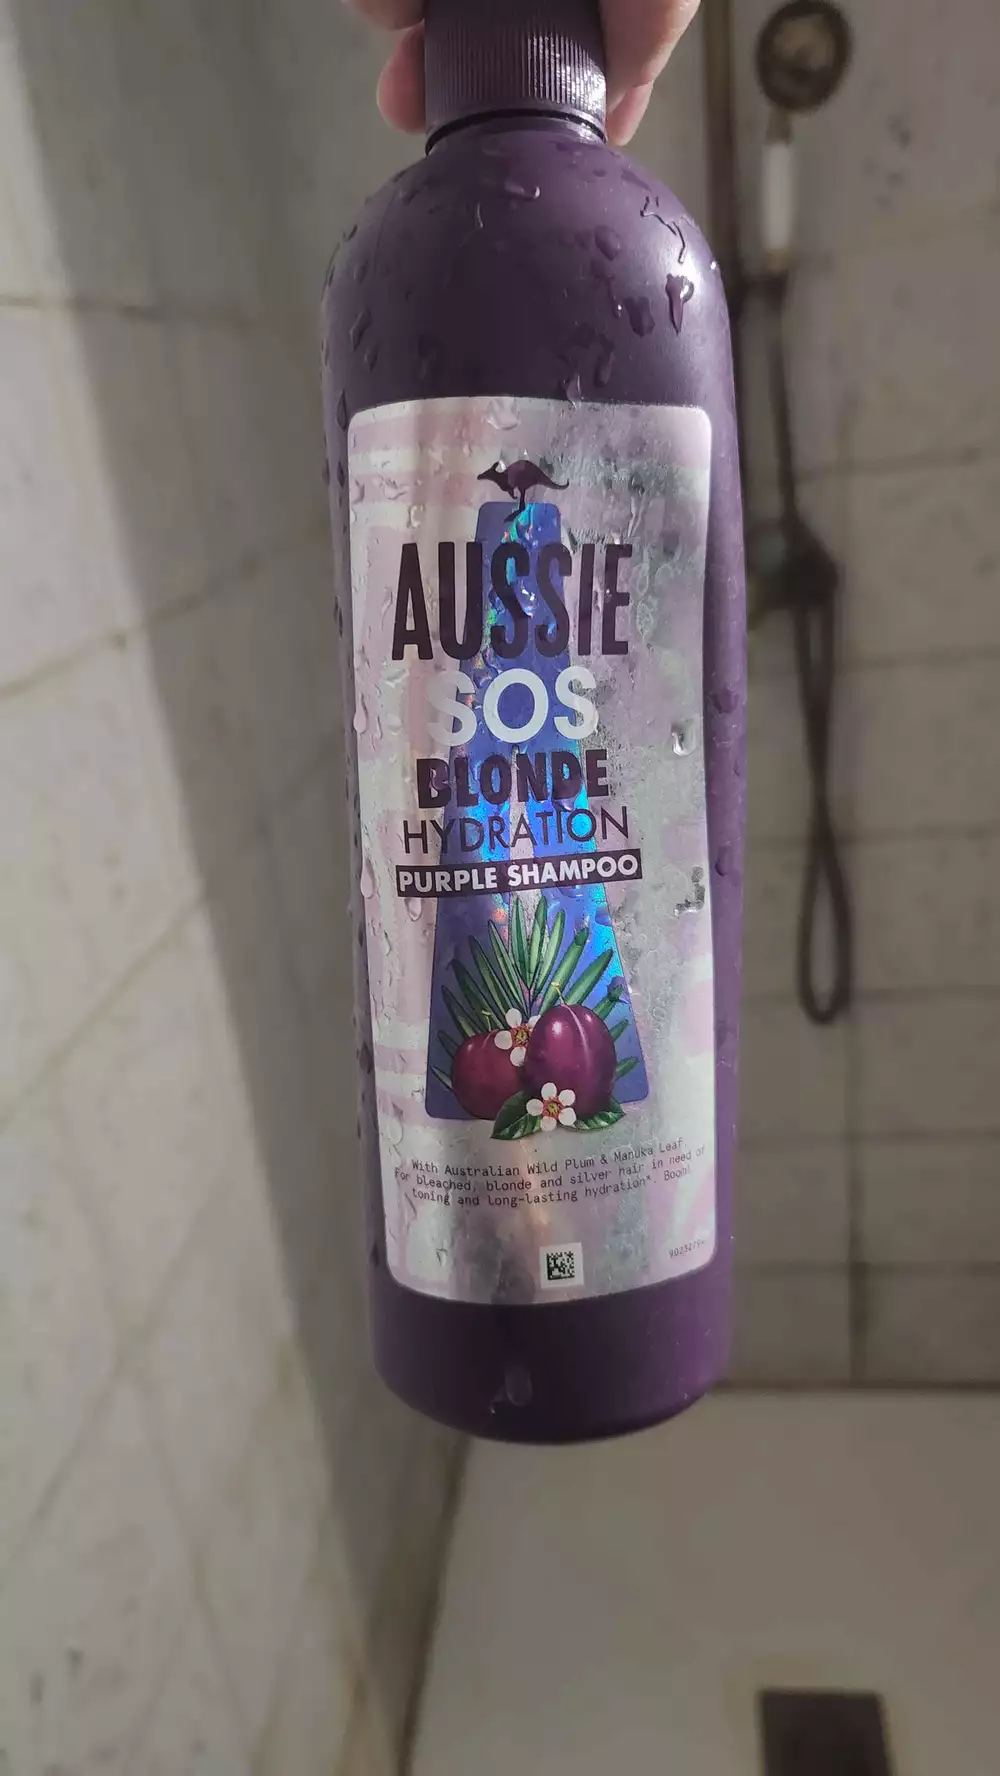 AUSSIE
SOS
BLONDE
HYDRATION
PURPLE SHAMPOO
With Australian Wild Plum & Manuka Leaf.
For bleached, blonde and silver hair in need of
toning and long-lasting hydration*. Boom!